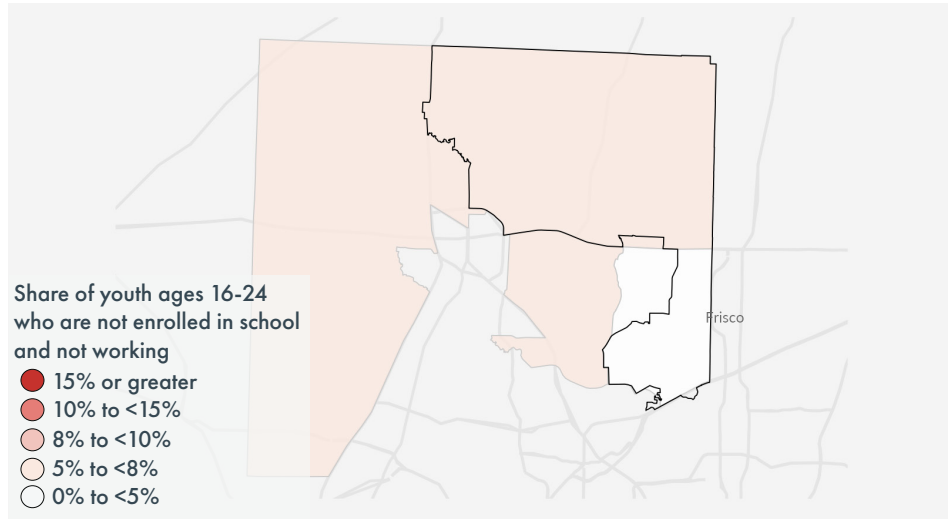 Frisco
Share of youth ages 16-24
who are not enrolled in school
and not working
15% or greater
10% to <15%
8% to <10%
5% to <8%
0% to <5%